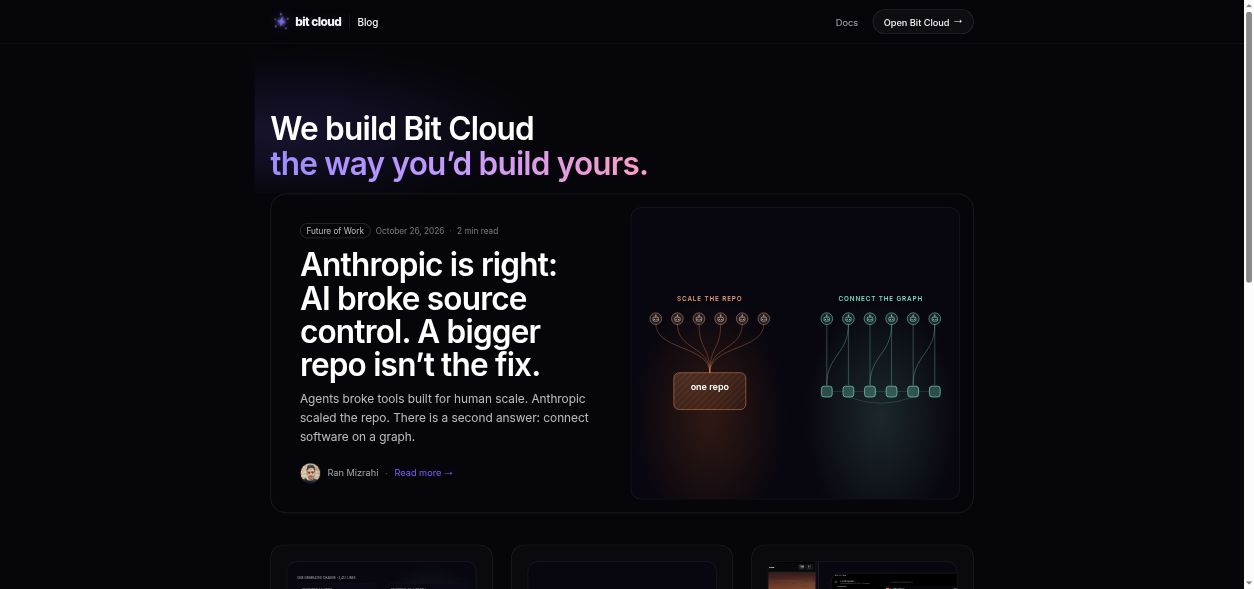 bit cloud
Blog
Docs
Open Bit Cloud →
We build Bit Cloud
the way you’d build yours.
Future of Work
October 26, 2026 · 2 min read
Anthropic is right:
AI broke source
control. A bigger
repo isn’t the fix.
Agents broke tools built for human scale. Anthropic
scaled the repo. There is a second answer: connect
software on a graph.
Ran Mizrahi · Read more →
SCALE THE REPO
CONNECT THE GRAPH
one repo